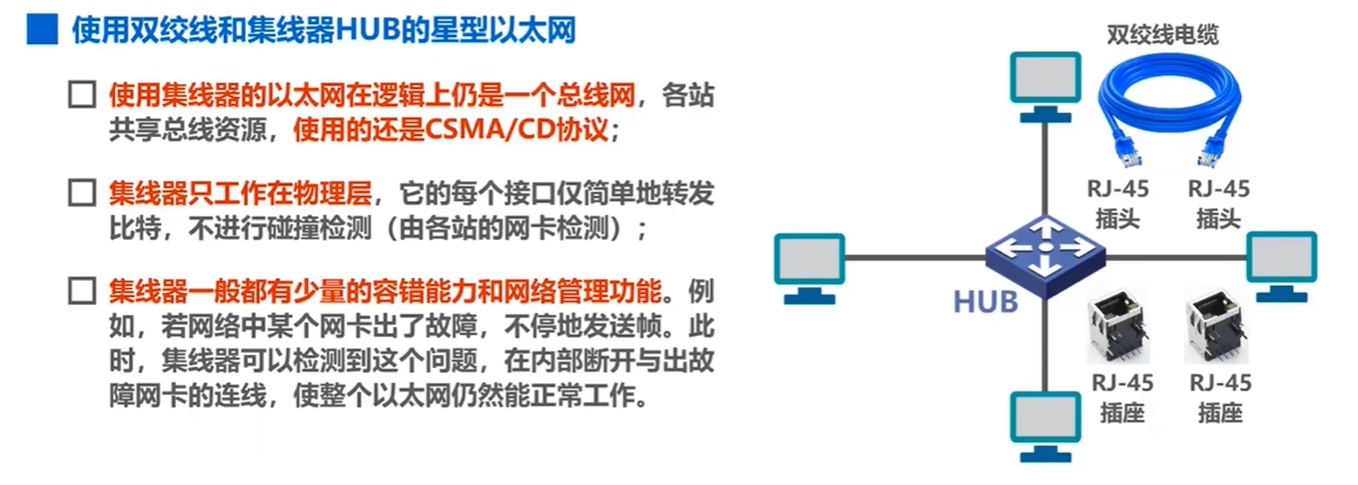 使用双绞线和集线器HUB的星型以太网
使用集线器的以太网在逻辑上仍是一个总线网，各站
共享总线资源，使用的还是CSMA/CD协议；
集线器只工作在物理层，它的每个接口仅简单地转发
比特，不进行碰撞检测（由各站的网卡检测）；
集线器一般都有少量的容错能力和网络管理功能。例
如，若网络中某个网卡出了故障，不停地发送帧。此
时，集线器可以检测到这个问题，在内部断开与出故
障网卡的连线，使整个以太网仍然能正常工作。
双绞线电缆
RJ-45
插头
RJ-45
插头
HUB
RJ-45
插座
RJ-45
插座